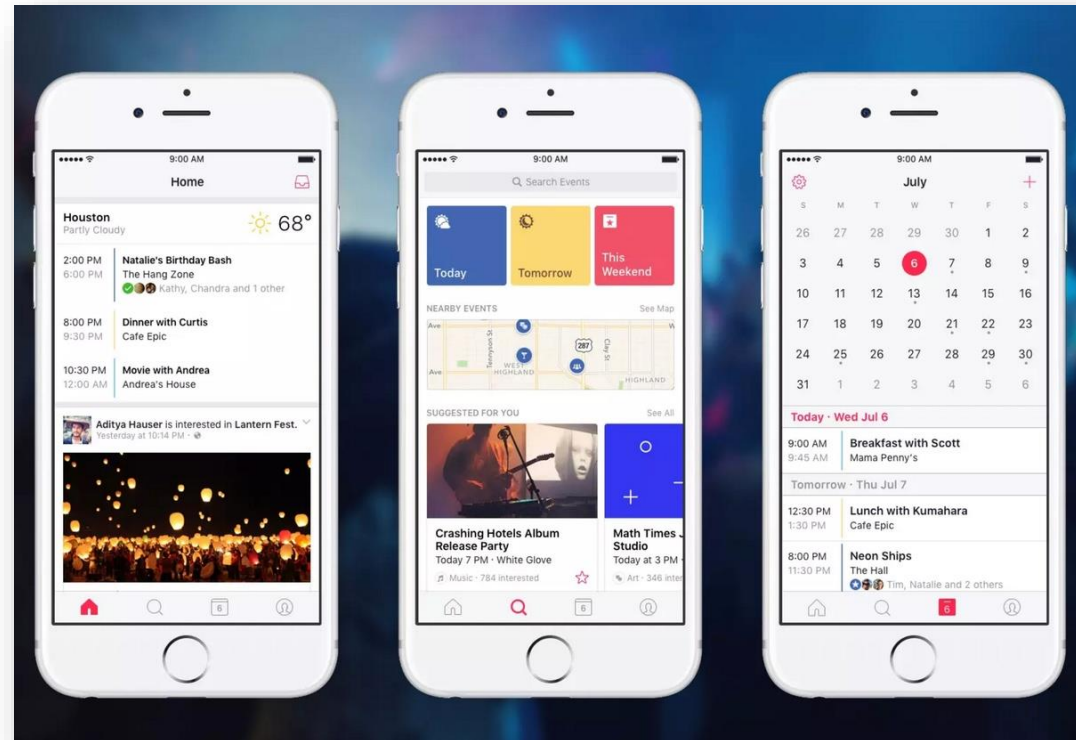 9:00 AM
Home
Houston
Partly Cloudy
68°
2:00 PM
6:00 PM
Natalie's Birthday Bash
The Hang Zone
Kathy, Chandra and 1 other
8:00 PM
9:30 PM
Dinner with Curtis
Cafe Epic
10:30 PM
12:00 AM
Movie with Andrea
Andrea's House
Aditya Hauser is interested in Lantern Fest.
Yesterday at 10:14 PM ·
6
9:00 AM
Search Events
Today
Tomorrow
This
Weekend
NEARBY EVENTS See Map
Ave
Tennyson St
287
Clay St
W
WEST
HIGHLAND
Ave
HIGHLAND
SUGGESTED FOR YOU See All
Crashing Hotels Album
Release Party
Today 7 PM · White Glove
Music · 784 interested
Math Times J
Studio
Today at 3 PM ·
Art · 346 inter
6
9:00 AM
July
S M T W T F S
26 27 28 29 30 1 2
3 4 5 6 7 8 9
10 11 12 13 14 15 16
17 18 19 20 21 22 23
24 25 26 27 28 29 30
31 1 2 3 4 5 6
Today · Wed Jul 6
9:00 AM
9:45 AM
Breakfast with Scott
Mama Penny's
Tomorrow · Thu Jul 7
12:30 PM
1:30 PM
Lunch with Kumahara
Cafe Epic
8:00 PM
11:30 PM
Neon Ships
The Hall
Tim, Natalie and 2 others
6